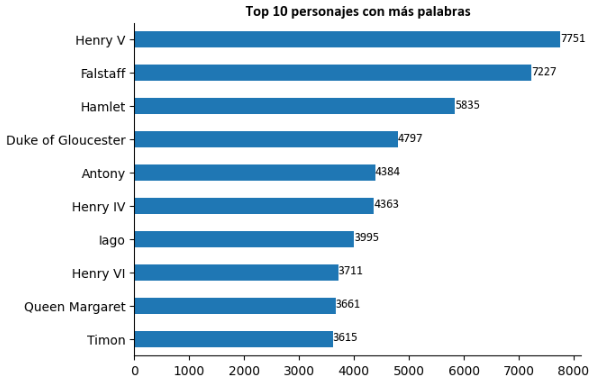 Top 10 personajes con más palabras
Henry V 7751
Falstaff 7227
Hamlet 5835
Duke of Gloucester 4797
Antony 4384
Henry IV 4363
Iago 3995
Henry VI 3711
Queen Margaret 3661
Timon 3615
0 1000 2000 3000 4000 5000 6000 7000 8000